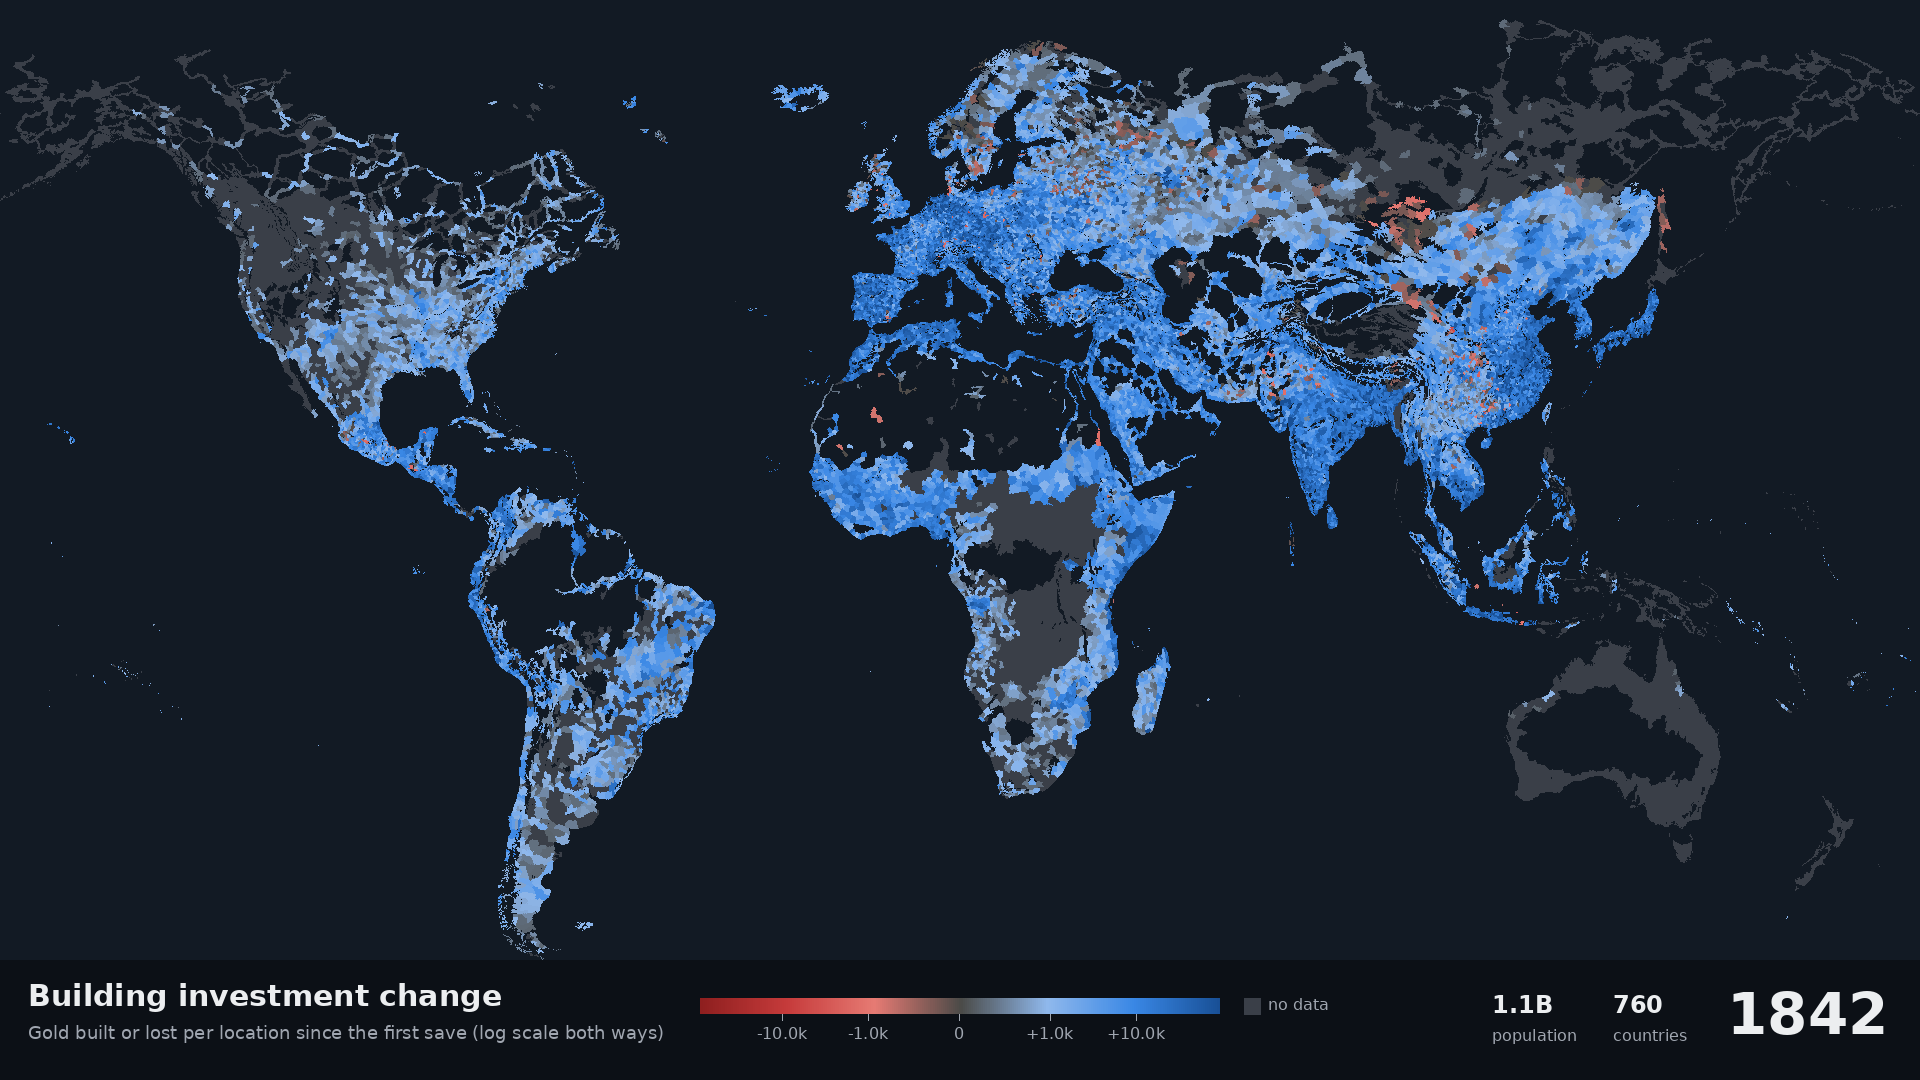 Building investment change
Gold built or lost per location since the first save (log scale both ways)
-10.0k -1.0k 0 +1.0k +10.0k
no data
1.1B population
760 countries
1842